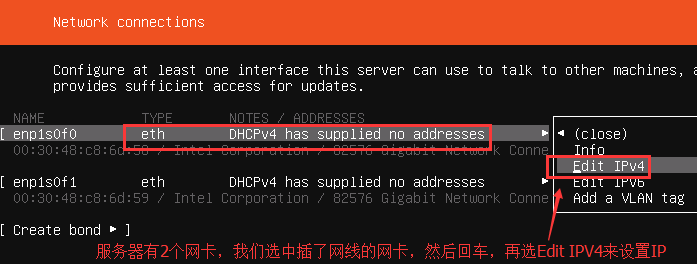 Network connections
Configure at least one interface this server can use to talk to other machines, a
provides sufficient access for updates.
NAME TYPE NOTES / ADDRESSES
[ enp1s0f0 eth DHCPv4 has supplied no addresses ▶
00:30:48:c8:6d:58 / Intel Corporation / 82576 Gigabit Network Conne
◀ (close)
Info
Edit IPv4
Edit IPv6
Add a VLAN tag
[ enp1s0f1 eth DHCPv4 has supplied no addresses ▶
00:30:48:c8:6d:59 / Intel Corporation / 82576 Gigabit Network Conne
[ Create bond ▶ ]
服务器有2个网卡，我们选中插了网线的网卡，然后回车，再选Edit IPV4来设置IP